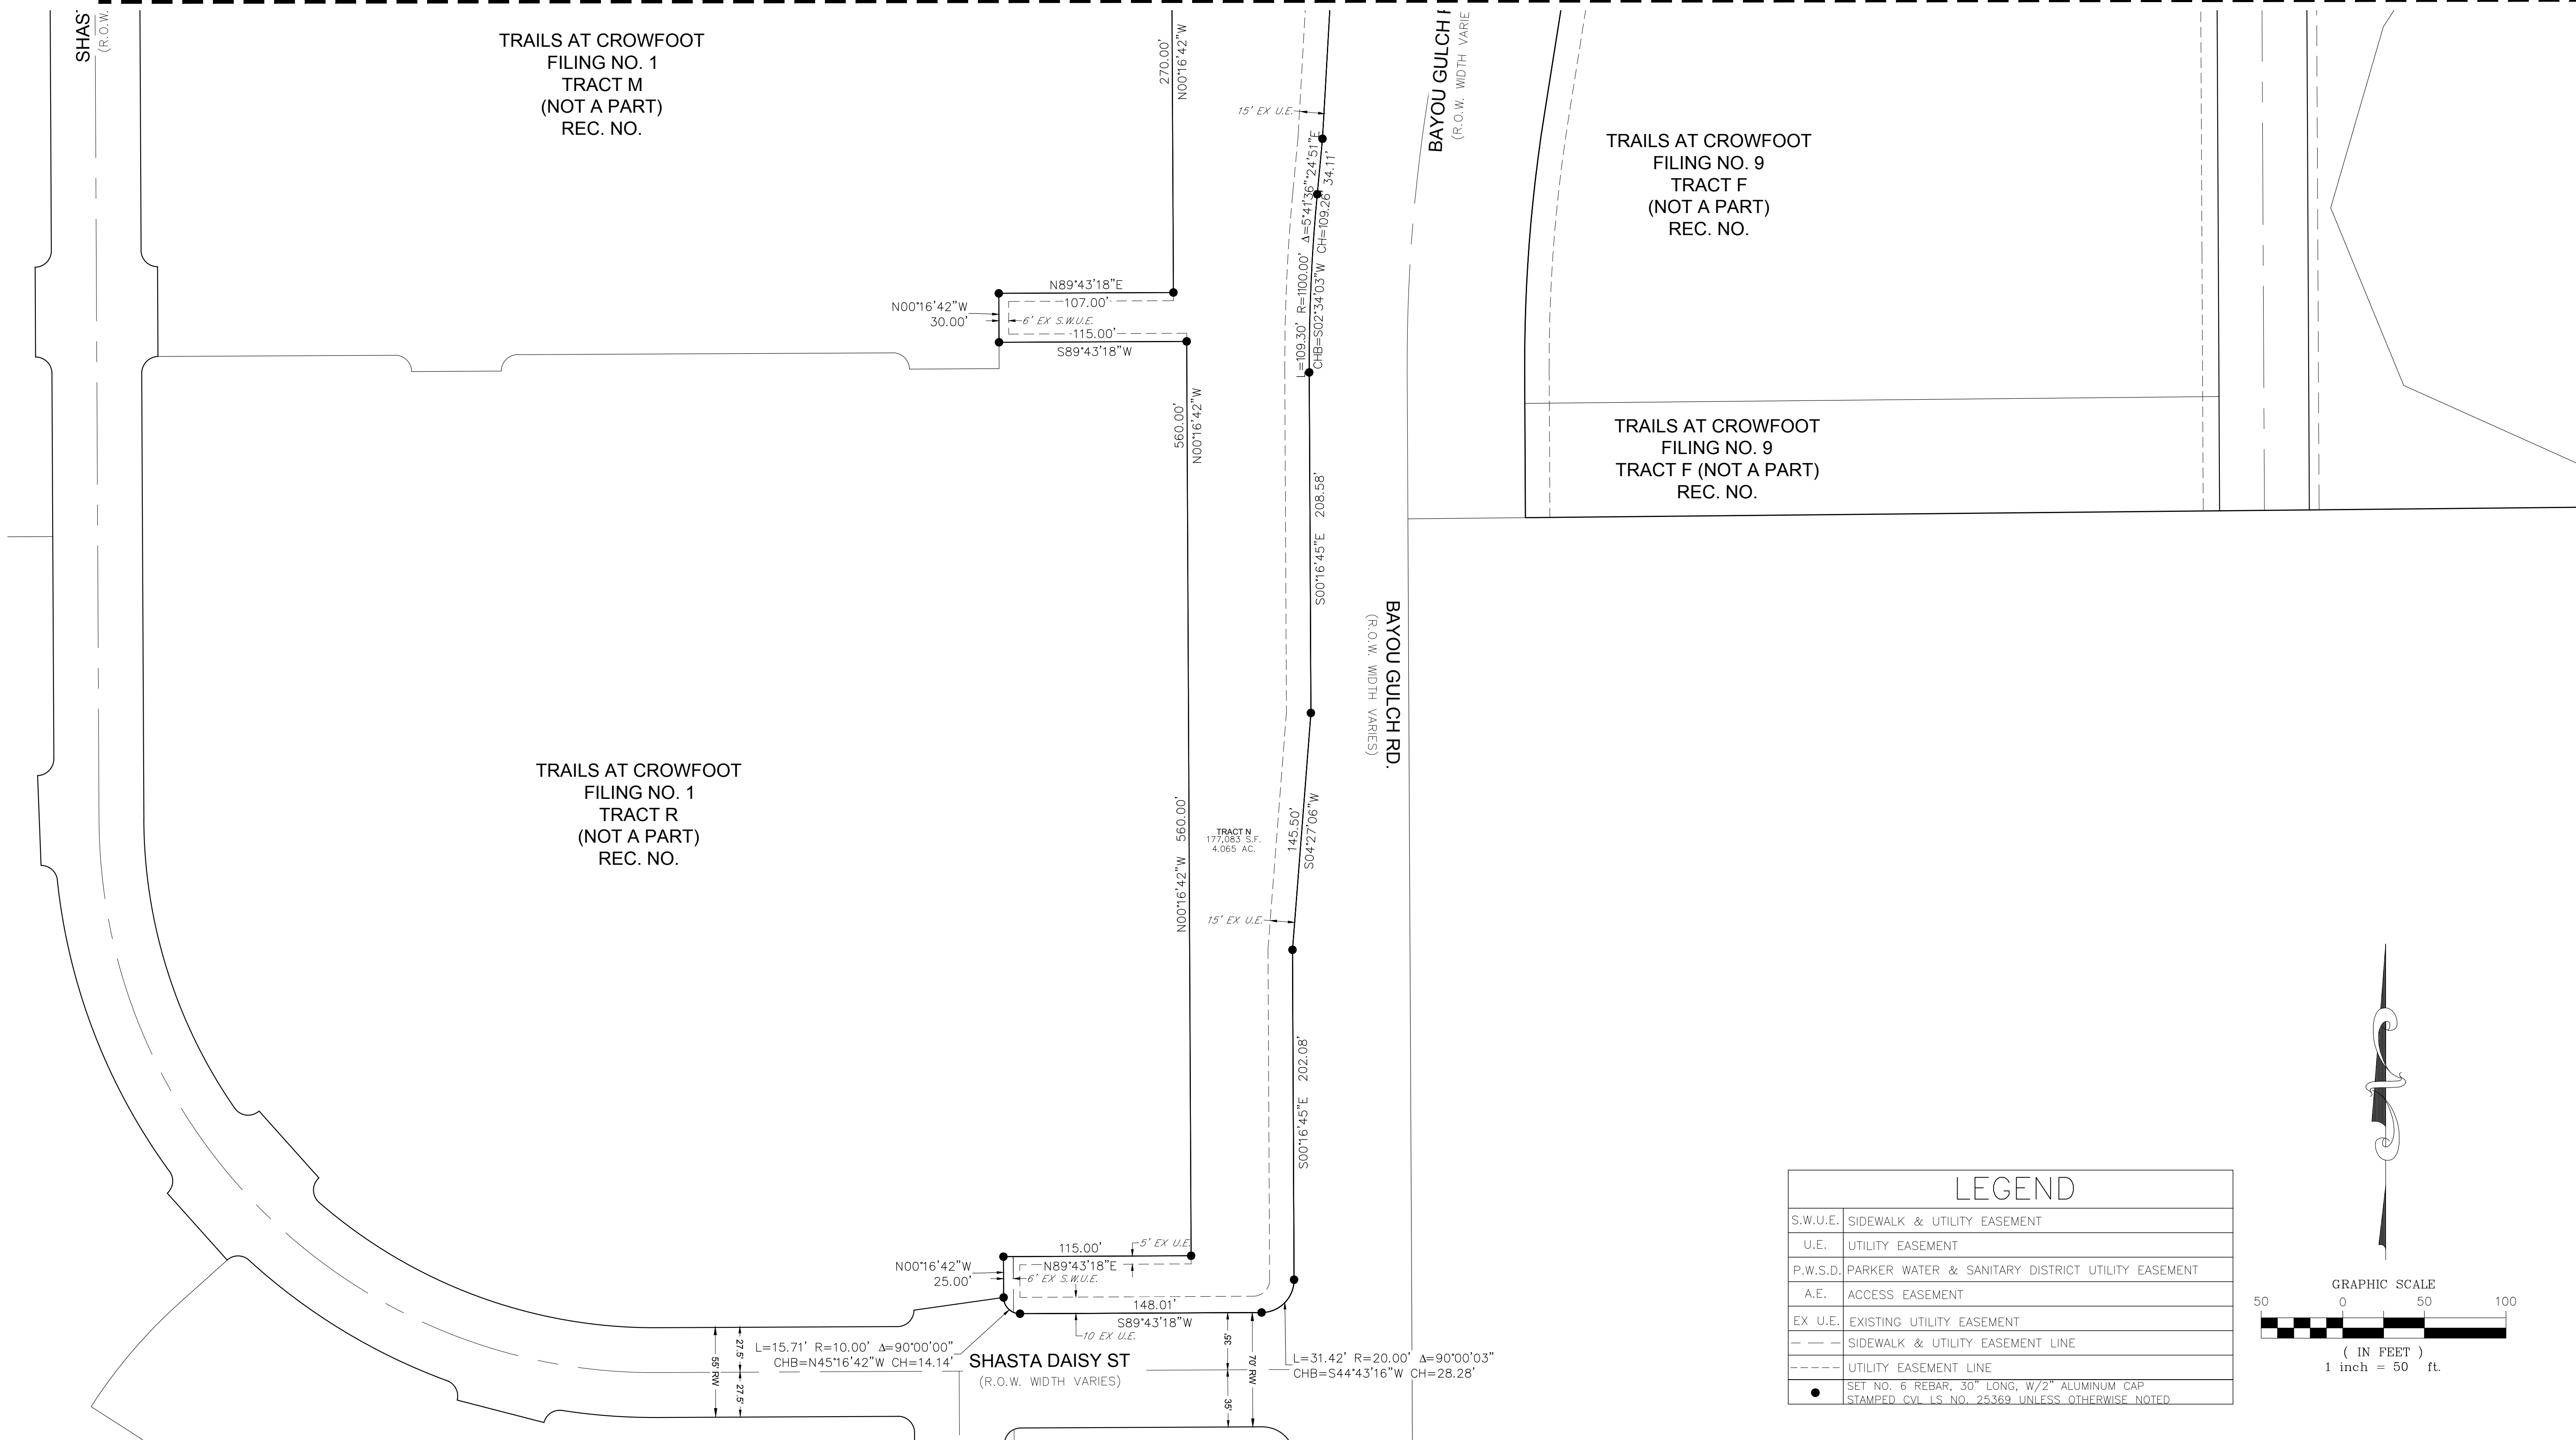 SHAS
(R.O.W.
TRAILS AT CROWFOOT
FILING NO. 1
TRACT M
(NOT A PART)
REC. NO.
270.00'
N00°16'42"W
15' EX U.E.
BAYOU GULCH
(R.O.W. WIDTH VARIE
TRAILS AT CROWFOOT
FILING NO. 9
TRACT F
(NOT A PART)
REC. NO.
24'51"E
34.11'
L=109.30' R=1100.00' Δ=5°41'36"
CHB=S02°34'03"W CH=109.26'
N89°43'18"E
107.00'
N00°16'42"W
30.00'
6' EX S.W.U.E.
115.00'
S89°43'18"W
560.00'
N00°16'42"W
TRAILS AT CROWFOOT
FILING NO. 9
TRACT F (NOT A PART)
REC. NO.
S00°16'45"E 208.58'
BAYOU GULCH RD.
(R.O.W. WIDTH VARIES)
TRAILS AT CROWFOOT
FILING NO. 1
TRACT R
(NOT A PART)
REC. NO.
N00°16'42"W 560.00'
TRACT N
177,083 S.F.
4.065 AC.
145.50'
S04°27'06"W
15' EX U.E.
S00°16'45"E 202.08'
115.00'
5' EX U.E.
N00°16'42"W
25.00'
N89°43'18"E
6' EX S.W.U.E.
148.01'
S89°43'18"W
10 EX U.E.
L=15.71' R=10.00' Δ=90°00'00"
CHB=N45°16'42"W CH=14.14'
SHASTA DAISY ST
(R.O.W. WIDTH VARIES)
L=31.42' R=20.00' Δ=90°00'03"
CHB=S44°43'16"W CH=28.28'
55' RW
27.5'
27.5'
35'
70' RW
35'
LEGEND
S.W.U.E. SIDEWALK & UTILITY EASEMENT
U.E. UTILITY EASEMENT
P.W.S.D. PARKER WATER & SANITARY DISTRICT UTILITY EASEMENT
A.E. ACCESS EASEMENT
EX U.E. EXISTING UTILITY EASEMENT
SIDEWALK & UTILITY EASEMENT LINE
UTILITY EASEMENT LINE
SET NO. 6 REBAR, 30" LONG, W/2" ALUMINUM CAP
STAMPED CVL LS NO. 25369 UNLESS OTHERWISE NOTED
GRAPHIC SCALE
50 0 50 100
( IN FEET )
1 inch = 50 ft.